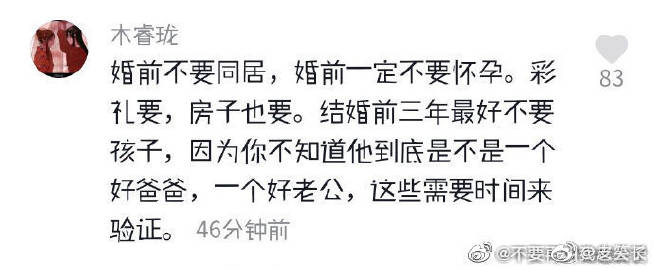 木睿珑
婚前不要同居，婚前一定不要怀孕。彩
礼要，房子也要。结婚前三年最好不要
孩子，因为你不知道他到底是不是一个
好爸爸，一个好老公，这些需要时间来
验证。 46分钟前
83